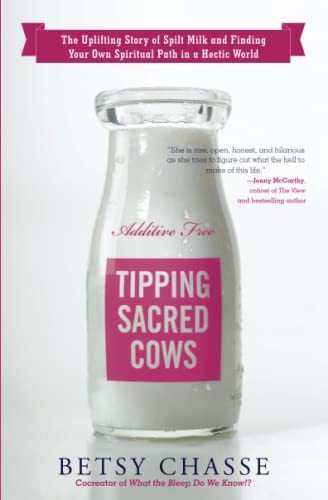 The Uplifting Story of Spilt Milk and Finding
Your Own Spiritual Path in a Hectic World
"She is raw, open, honest, and hilarious
as she tries to figure out what the hell to
make of this life."
—Jenny McCarthy,
cohost of The View
and bestselling author
Additive Free
TIPPING
SACRED
COWS
BETSY CHASSE
Cocreator of What the Bleep Do We Know!?